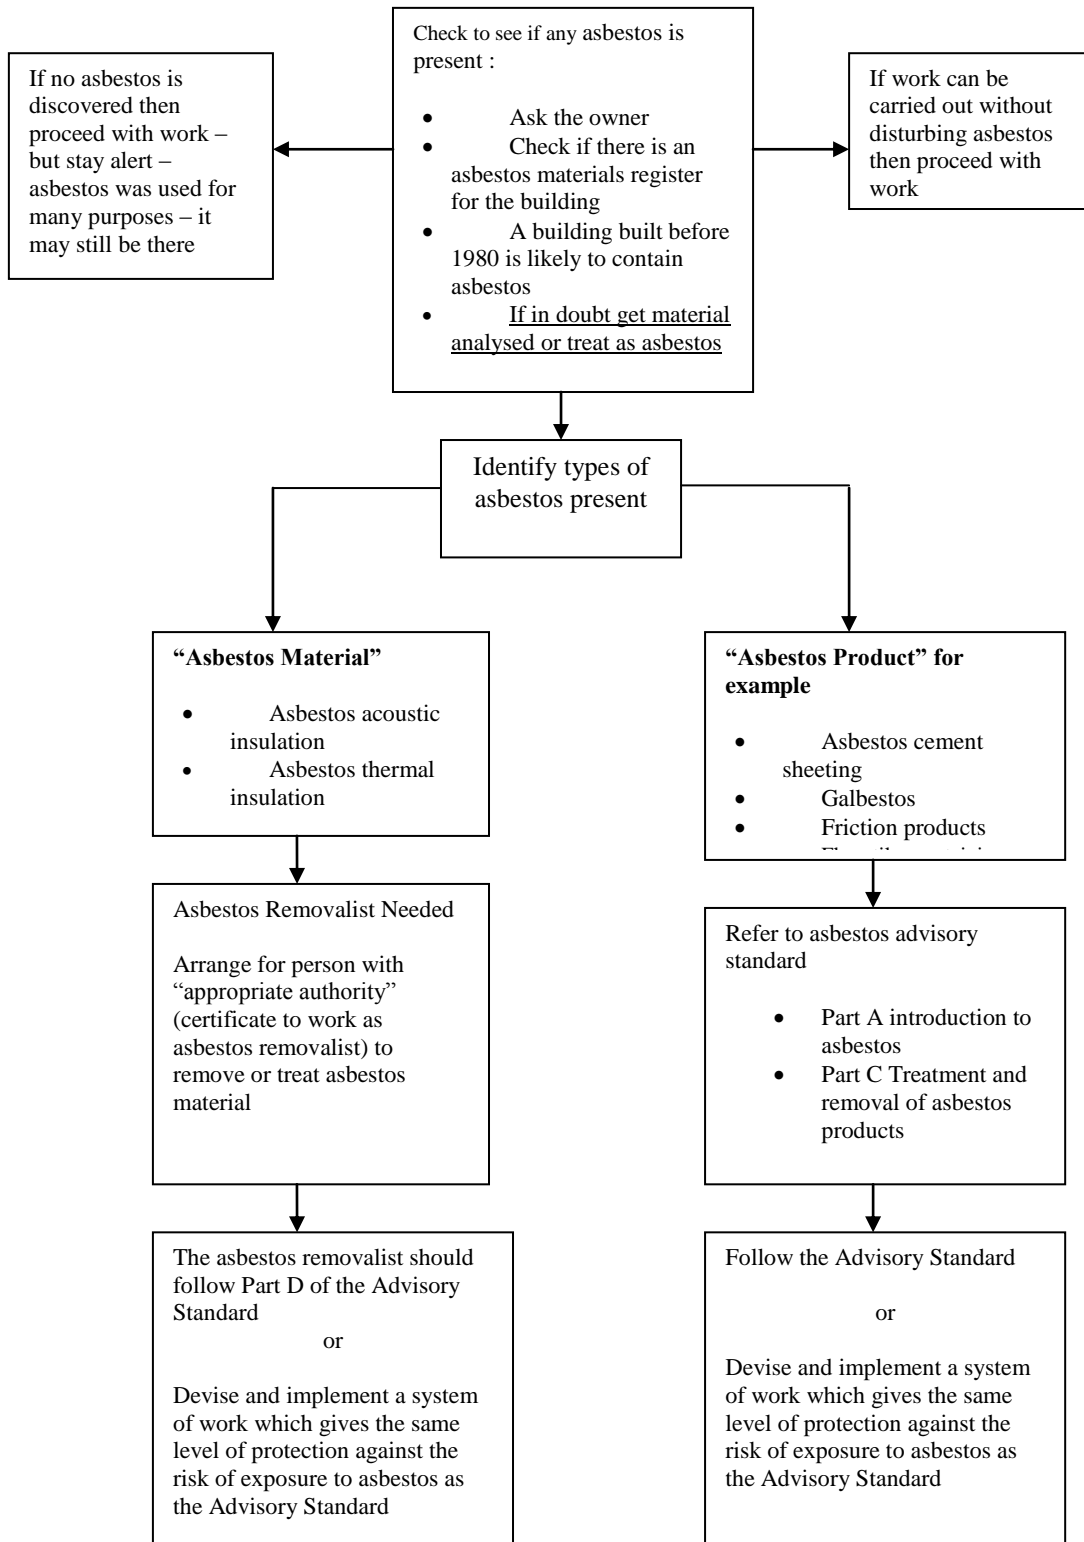 Check to see if any asbestos is
present :
• Ask the owner
• Check if there is an
asbestos materials register
for the building
• A building built before
1980 is likely to contain
asbestos
• If in doubt get material
analysed or treat as asbestos
If no asbestos is
discovered then
proceed with work –
but stay alert –
asbestos was used for
many purposes – it
may still be there
If work can be
carried out without
disturbing asbestos
then proceed with
work
Identify types of
asbestos present
“Asbestos Material”
• Asbestos acoustic
insulation
• Asbestos thermal
insulation
“Asbestos Product” for
example
• Asbestos cement
sheeting
• Galbestos
• Friction products
Asbestos Removalist Needed
Arrange for person with
“appropriate authority”
(certificate to work as
asbestos removalist) to
remove or treat asbestos
material
Refer to asbestos advisory
standard
• Part A introduction to
asbestos
• Part C Treatment and
removal of asbestos
products
The asbestos removalist should
follow Part D of the Advisory
Standard
or
Devise and implement a system
of work which gives the same
level of protection against the
risk of exposure to asbestos as
the Advisory Standard
Follow the Advisory Standard
or
Devise and implement a system
of work which gives the same
level of protection against the
risk of exposure to asbestos as
the Advisory Standard